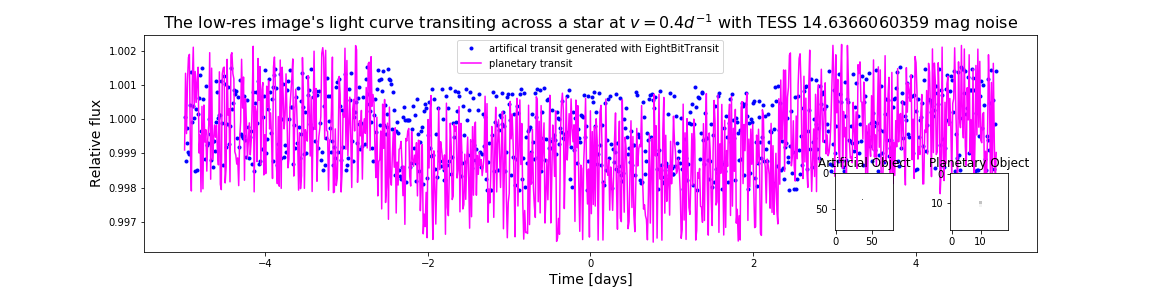 The low-res image's light curve transiting across a star at v = 0.4d⁻¹ with TESS 14.6366060359 mag noise
artifical transit generated with EightBitTransit
planetary transit
Relative flux
1.002
1.001
1.000
0.999
0.998
0.997
−4
−2
0
2
4
Time [days]
Artificial Object
0
50
0
50
Planetary Object
0
10
0
10